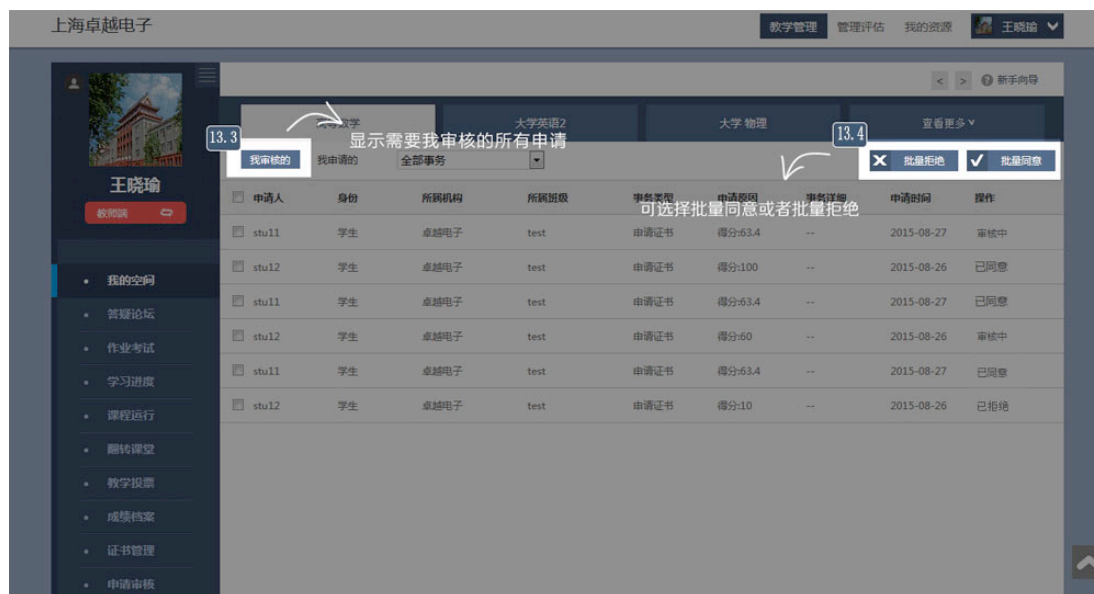 上海卓越电子
教学管理 管理评估 我的资源 王晓瑜
< > 新手向导
高等数学 大学英语2 大学 物理 查看更多
13.3 显示需要我审核的所有申请 13.4
我审核的 我申请的 全部事务 批量拒绝 批量同意
可选择批量同意或者批量拒绝
王晓瑜
教师端
申请人 身份 所属机构 所属班级 事务类型 申请原因 事务详细 申请时间 操作
stu11 学生 卓越电子 test 申请证书 得分:63.4 -- 2015-08-27 审核中
stu12 学生 卓越电子 test 申请证书 得分:100 -- 2015-08-26 已同意
stu11 学生 卓越电子 test 申请证书 得分:63.4 -- 2015-08-27 已同意
stu12 学生 卓越电子 test 申请证书 得分:60 -- 2015-08-26 审核中
stu11 学生 卓越电子 test 申请证书 得分:63.4 -- 2015-08-27 已同意
stu12 学生 卓越电子 test 申请证书 得分:10 -- 2015-08-26 已拒绝
我的空间
答疑论坛
作业考试
学习进度
课程运行
翻转课堂
教学投票
成绩档案
证书管理
申请审核